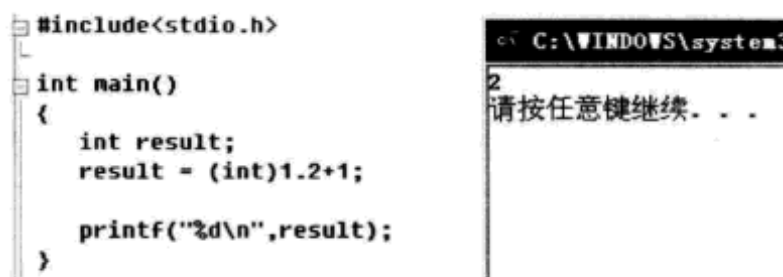 #include<stdio.h>
int main()
{
int result;
result = (int)1.2+1;
printf("%d\n",result);
}
C:\WINDOWS\system3
2
请按任意键继续. . .